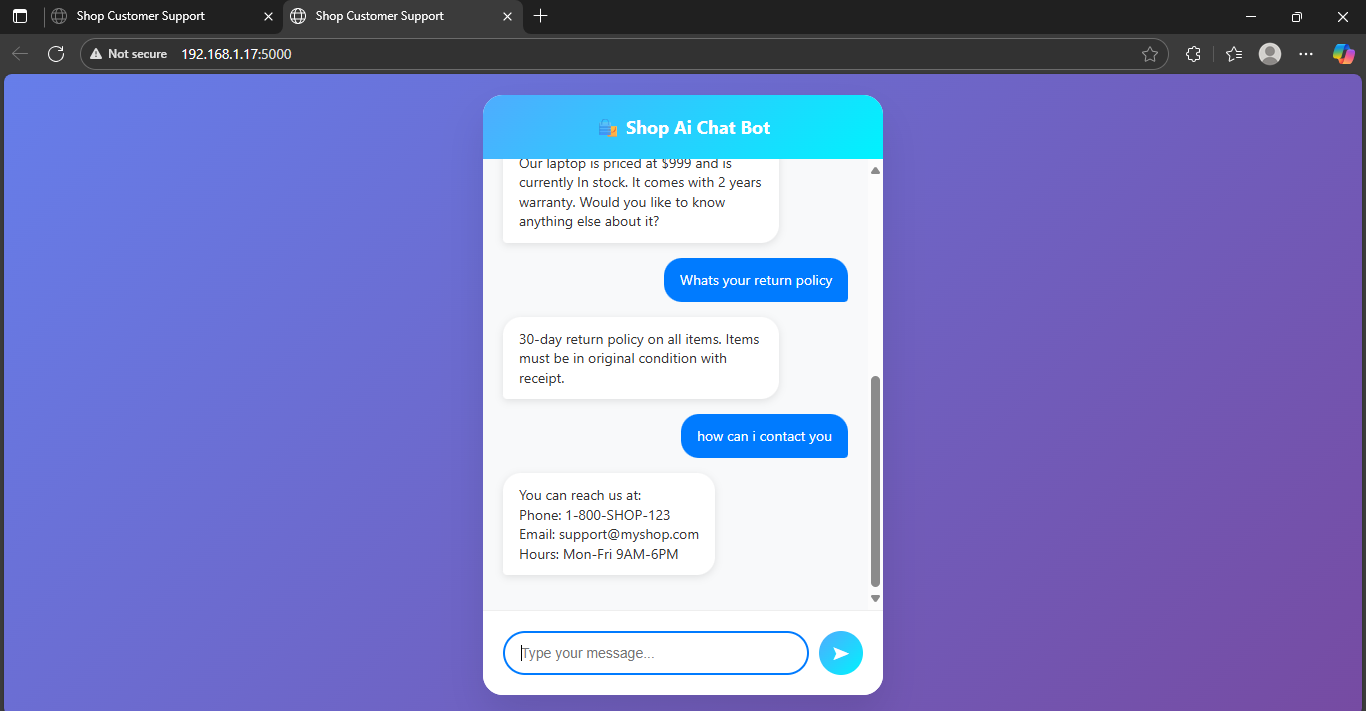 Shop Customer Support
Shop Customer Support
Not secure
192.168.1.17:5000
Shop Ai Chat Bot
Our laptop is priced at $999 and is
currently In stock. It comes with 2 years
warranty. Would you like to know
anything else about it?
Whats your return policy
30-day return policy on all items. Items
must be in original condition with
receipt.
how can i contact you
You can reach us at:
Phone: 1-800-SHOP-123
Email: support@myshop.com
Hours: Mon-Fri 9AM-6PM
Type your message...